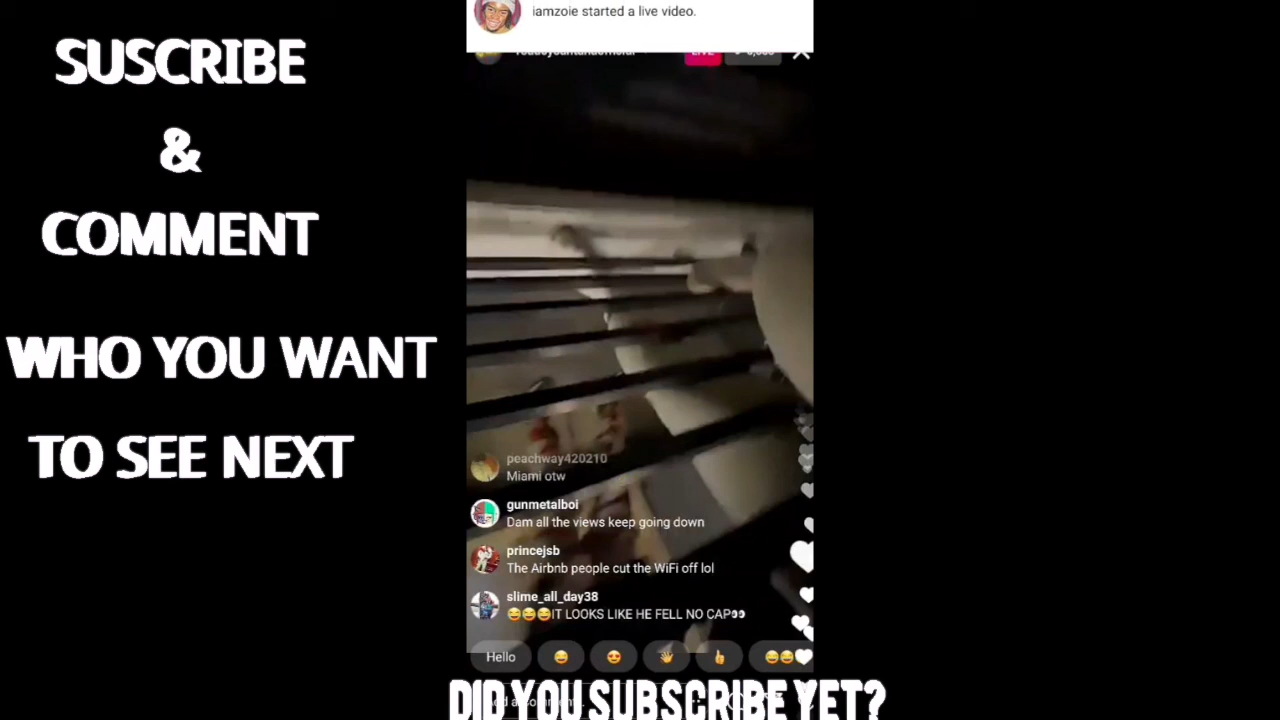 SUSCRIBE
&
COMMENT
WHO YOU WANT
TO SEE NEXT
iamzoie started a live video.
LIVE
peachway420210
Miami otw
gunmetalboi
Dam all the views keep going down
princejsb
The Airbnb people cut the WiFi off lol
slime_all_day38
😂😂😂IT LOOKS LIKE HE FELL NO CAP👀
Hello
DID YOU SUBSCRIBE YET?